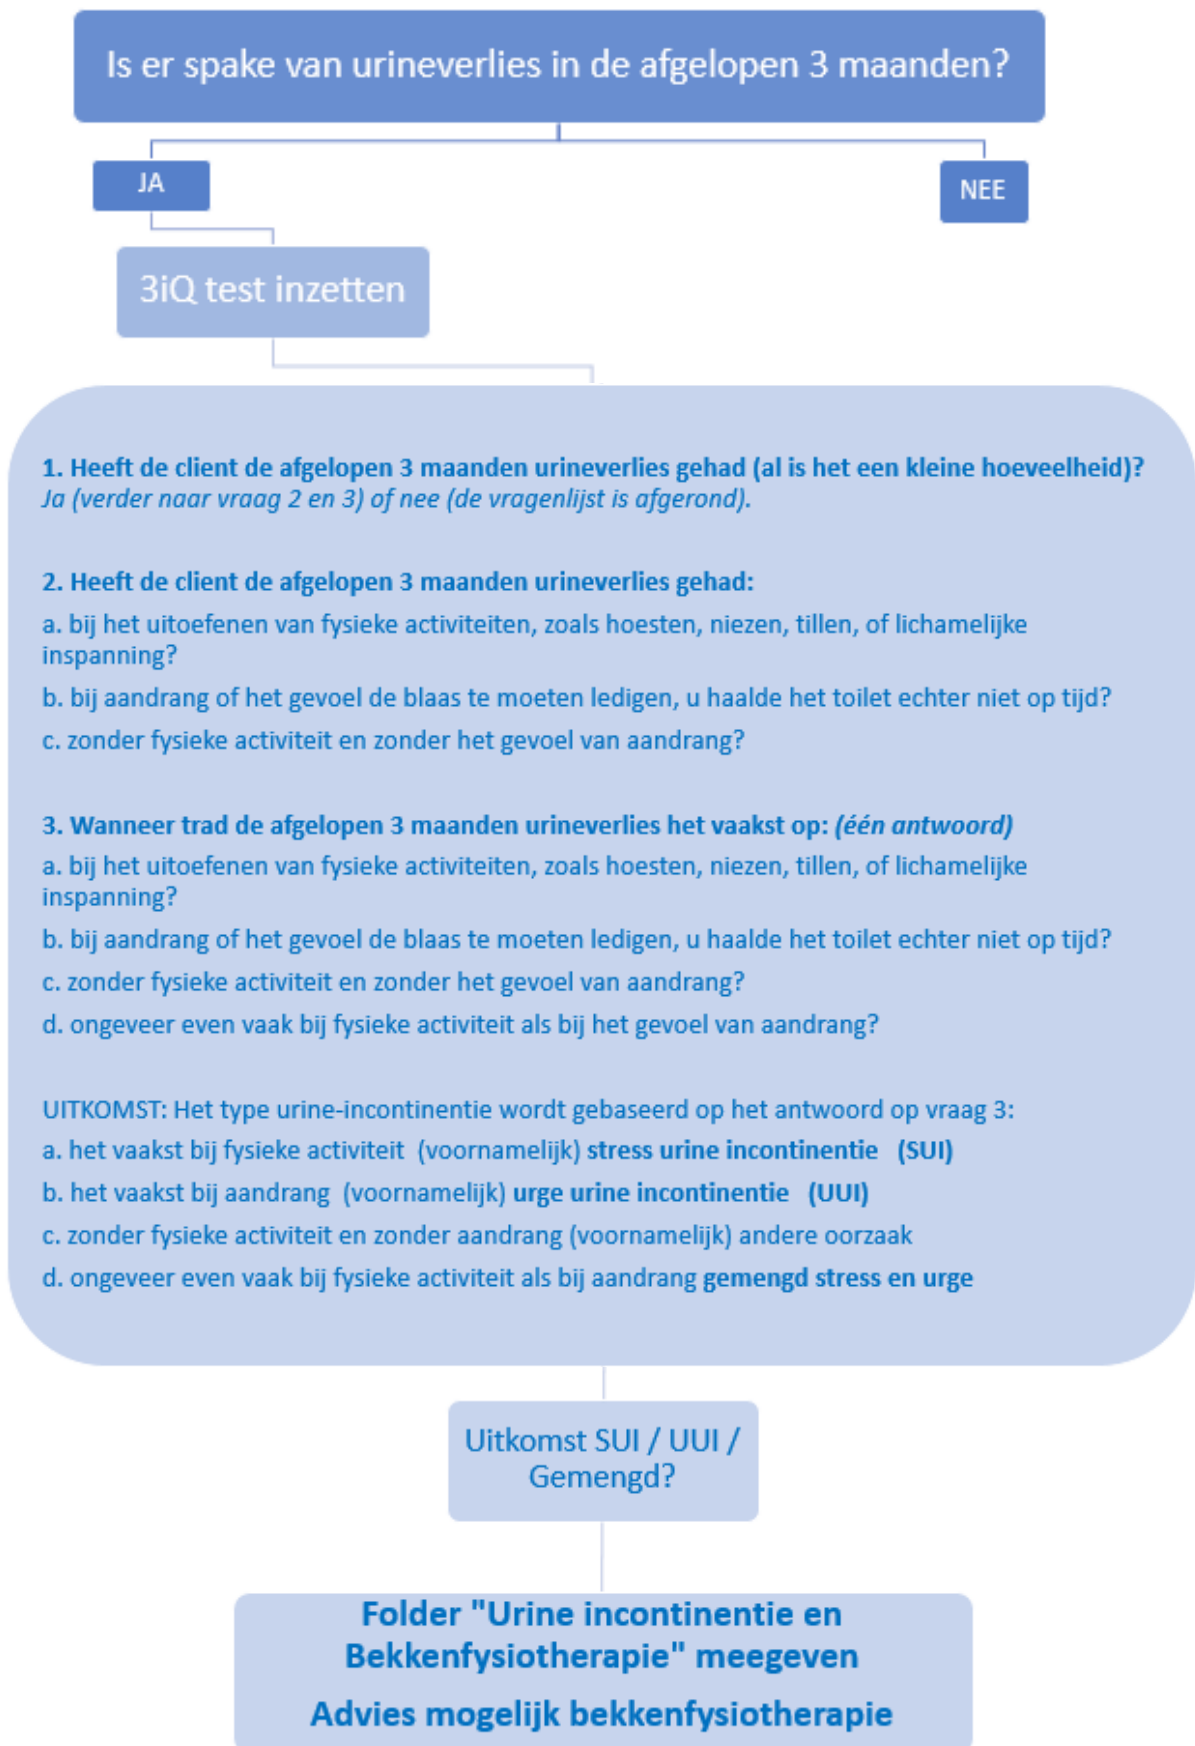 Is er spake van urineverlies in de afgelopen 3 maanden?
JA
NEE
3iQ test inzetten
1. Heeft de client de afgelopen 3 maanden urineverlies gehad (al is het een kleine hoeveelheid)?
Ja (verder naar vraag 2 en 3) of nee (de vragenlijst is afgerond).
2. Heeft de client de afgelopen 3 maanden urineverlies gehad:
a. bij het uitoefenen van fysieke activiteiten, zoals hoesten, niezen, tillen, of lichamelijke
inspanning?
b. bij aandrang of het gevoel de blaas te moeten ledigen, u haalde het toilet echter niet op tijd?
c. zonder fysieke activiteit en zonder het gevoel van aandrang?
3. Wanneer trad de afgelopen 3 maanden urineverlies het vaakst op: (één antwoord)
a. bij het uitoefenen van fysieke activiteiten, zoals hoesten, niezen, tillen, of lichamelijke
inspanning?
b. bij aandrang of het gevoel de blaas te moeten ledigen, u haalde het toilet echter niet op tijd?
c. zonder fysieke activiteit en zonder het gevoel van aandrang?
d. ongeveer even vaak bij fysieke activiteit als bij het gevoel van aandrang?
UITKOMST: Het type urine-incontinentie wordt gebaseerd op het antwoord op vraag 3:
a. het vaakst bij fysieke activiteit (voornamelijk) stress urine incontinentie (SUI)
b. het vaakst bij aandrang (voornamelijk) urge urine incontinentie (UUI)
c. zonder fysieke activiteit en zonder aandrang (voornamelijk) andere oorzaak
d. ongeveer even vaak bij fysieke activiteit als bij aandrang gemengd stress en urge
Uitkomst SUI / UUI /
Gemengd?
Folder "Urine incontinentie en
Bekkenfysiotherapie" meegeven
Advies mogelijk bekkenfysiotherapie